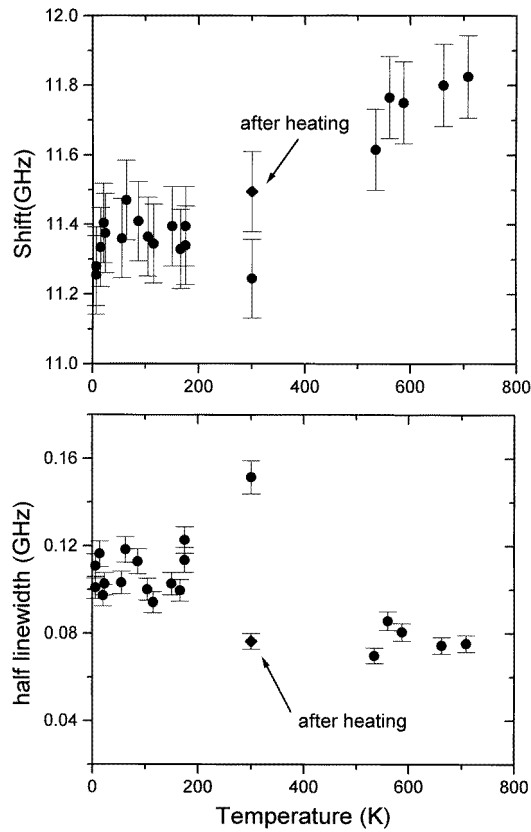 12.0
11.8
11.6
11.4
11.2
11.0
Shift(GHz)
after heating
0 200 400 600 800
0.16
0.12
0.08
0.04
half linewidth (GHz)
after heating
0 200 400 600 800
Temperature (K)